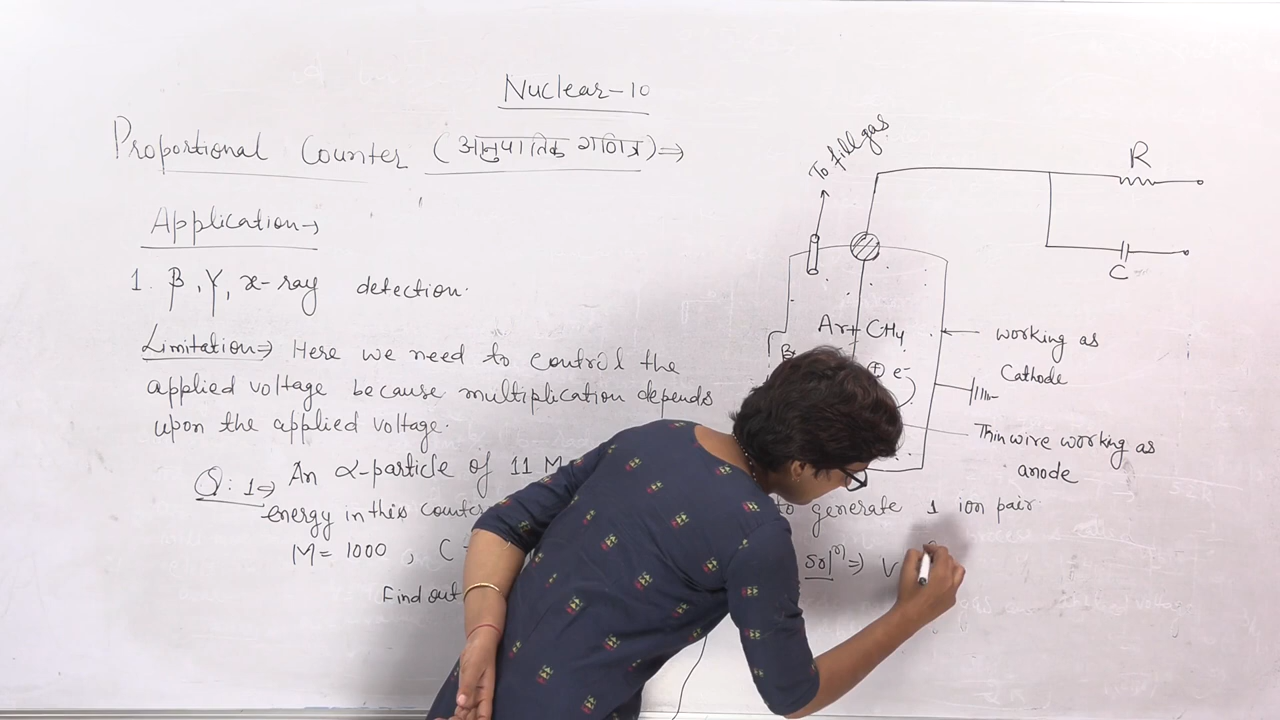 Nuclear-10
Proportional Counter (आनुपातिक गणित्र) ⇒
Application→
1. β, γ, x-ray detection.
Limitation⇒ Here we need to control the
applied voltage because multiplication depends
upon the applied voltage.
Q: 1⇒ An α-particle of 11 M
energy in this counter
to generate 1 ion pair.
M = 1000 , C
Find out
solⁿ⇒ V
To fill gas
R
C
Ar + CH4
+ e-
working as
Cathode
Thin wire working as
anode